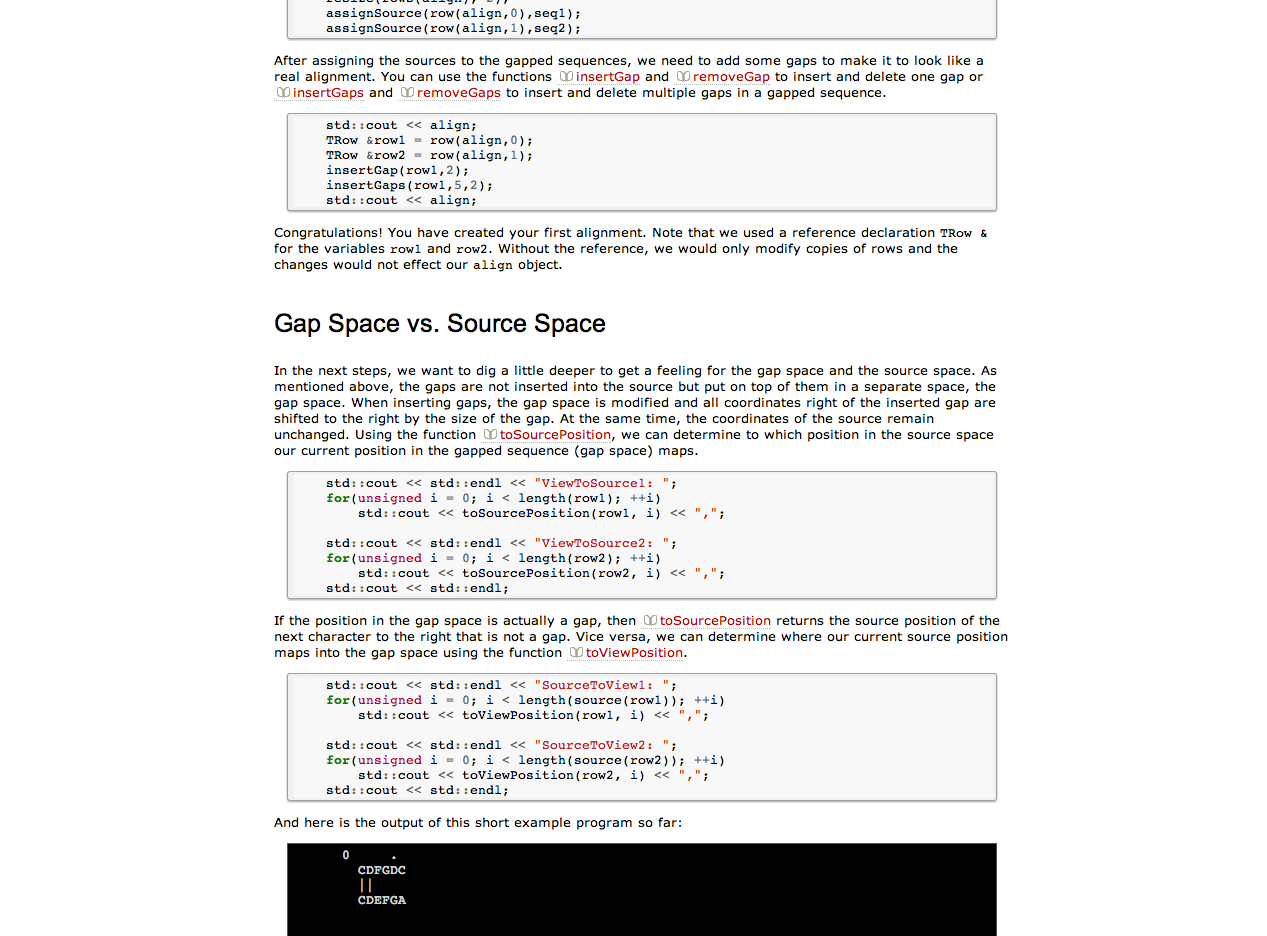 assignSource(row(align,0),seq1);
assignSource(row(align,1),seq2);
After assigning the sources to the gapped sequences, we need to add some gaps to make it to look like a
real alignment. You can use the functions insertGap and removeGap to insert and delete one gap or
insertGaps and removeGaps to insert and delete multiple gaps in a gapped sequence.
std::cout << align;
TRow &row1 = row(align,0);
TRow &row2 = row(align,1);
insertGap(row1,2);
insertGaps(row1,5,2);
std::cout << align;
Congratulations! You have created your first alignment. Note that we used a reference declaration TRow &
for the variables row1 and row2. Without the reference, we would only modify copies of rows and the
changes would not effect our align object.
Gap Space vs. Source Space
In the next steps, we want to dig a little deeper to get a feeling for the gap space and the source space. As
mentioned above, the gaps are not inserted into the source but put on top of them in a separate space, the
gap space. When inserting gaps, the gap space is modified and all coordinates right of the inserted gap are
shifted to the right by the size of the gap. At the same time, the coordinates of the source remain
unchanged. Using the function toSourcePosition, we can determine to which position in the source space
our current position in the gapped sequence (gap space) maps.
std::cout << std::endl << "ViewToSource1: ";
for(unsigned i = 0; i < length(row1); ++i)
std::cout << toSourcePosition(row1, i) << ",";
std::cout << std::endl << "ViewToSource2: ";
for(unsigned i = 0; i < length(row2); ++i)
std::cout << toSourcePosition(row2, i) << ",";
std::cout << std::endl;
If the position in the gap space is actually a gap, then toSourcePosition returns the source position of the
next character to the right that is not a gap. Vice versa, we can determine where our current source position
maps into the gap space using the function toViewPosition.
std::cout << std::endl << "SourceToView1: ";
for(unsigned i = 0; i < length(source(row1)); ++i)
std::cout << toViewPosition(row1, i) << ",";
std::cout << std::endl << "SourceToView2: ";
for(unsigned i = 0; i < length(source(row2)); ++i)
std::cout << toViewPosition(row2, i) << ",";
std::cout << std::endl;
And here is the output of this short example program so far:
0 .
CDFGDC
||
CDEFGA